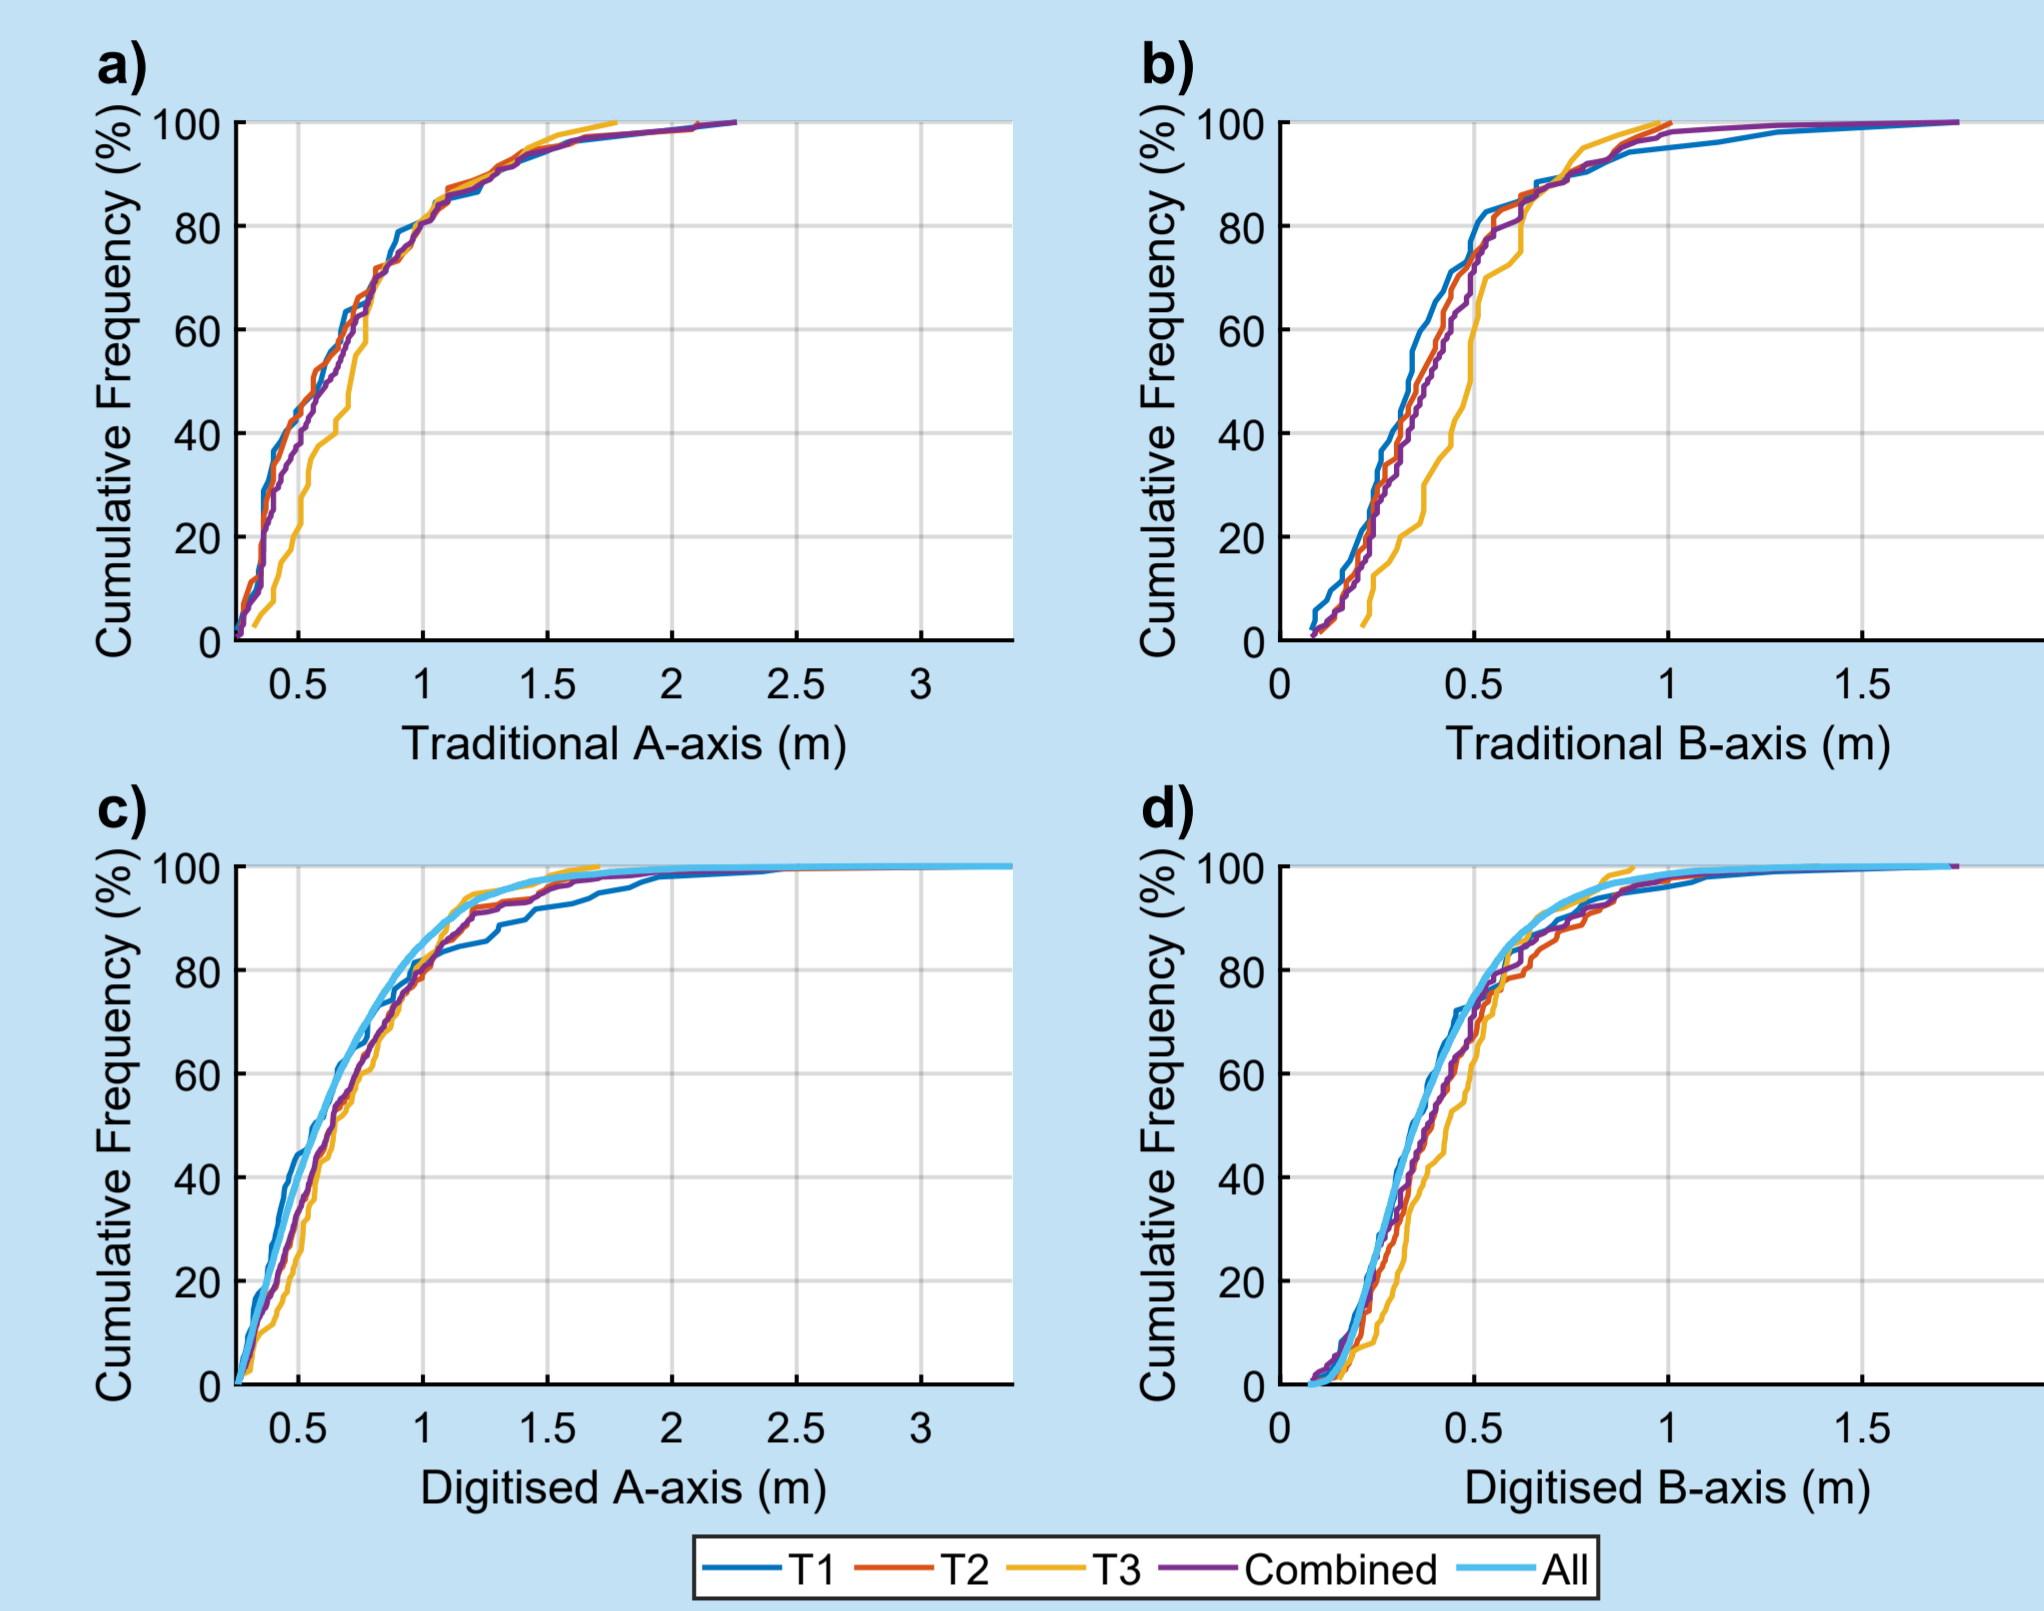 a)
Cumulative Frequency (%)
100
80
60
40
20
0
0.5 1 1.5 2 2.5 3
Traditional A-axis (m)
b)
Cumulative Frequency (%)
100
80
60
40
20
0
0 0.5 1 1.5
Traditional B-axis (m)
c)
Cumulative Frequency (%)
100
80
60
40
20
0
0.5 1 1.5 2 2.5 3
Digitised A-axis (m)
d)
Cumulative Frequency (%)
100
80
60
40
20
0
0 0.5 1 1.5
Digitised B-axis (m)
T1 T2 T3 Combined All